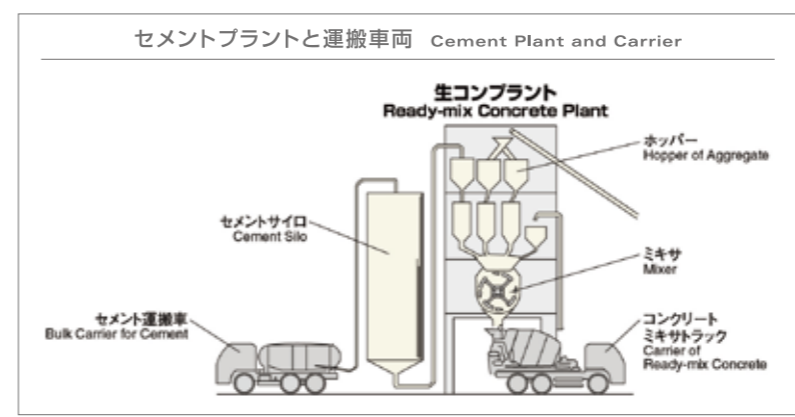 セメントプラントと運搬車両 Cement Plant and Carrier
生コンプラント
Ready-mix Concrete Plant
ホッパー
Hopper of Aggregate
セメントサイロ
Cement Silo
ミキサ
Mixer
セメント運搬車
Bulk Carrier for Cement
コンクリート
ミキサトラック
Carrier of
Ready-mix Concrete